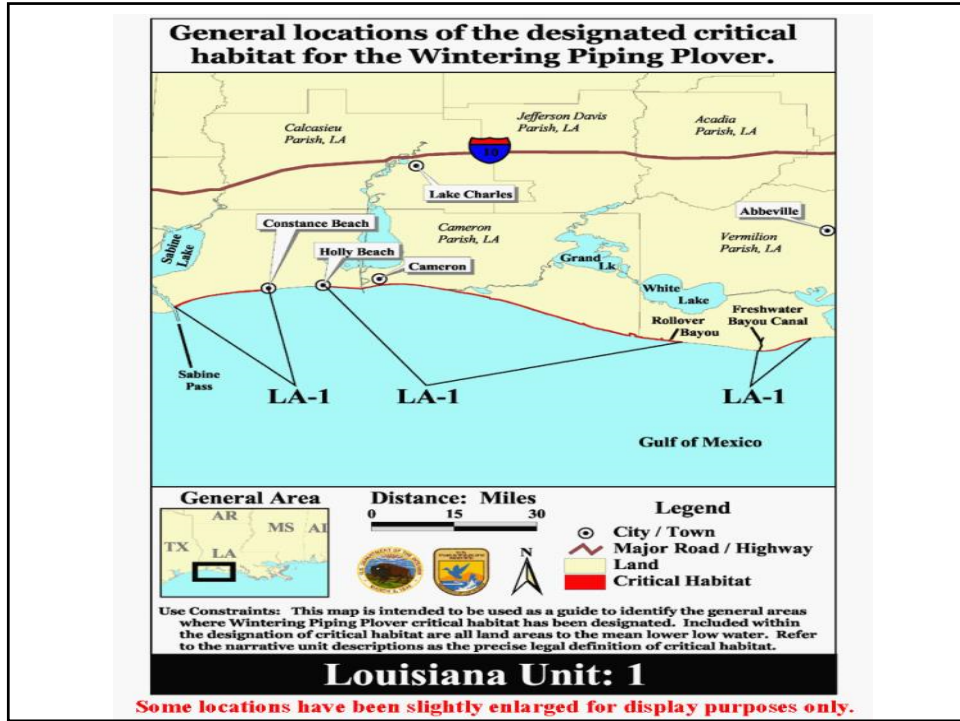 General locations of the designated critical
habitat for the Wintering Piping Plover.
Calcasieu
Parish, LA
Jefferson Davis
Parish, LA
Acadia
Parish, LA
10
Lake Charles
Constance Beach
Cameron
Parish, LA
Abbeville
Vermilion
Parish, LA
Sabine
Lake
Holly Beach
Cameron
Grand
Lk
White
Lake
Rollover
Bayou
Freshwater
Bayou Canal
Sabine
Pass
LA-1
LA-1
LA-1
Gulf of Mexico
General Area
AR
MS
Al
TX
LA
Distance: Miles
0 15 30
N
Legend
City / Town
Major Road / Highway
Land
Critical Habitat
Use Constraints: This map is intended to be used as a guide to identify the general areas
where Wintering Piping Plover critical habitat has been designated. Included within
the designation of critical habitat are all land areas to the mean lower low water. Refer
to the narrative unit descriptions as the precise legal definition of critical habitat.
Louisiana Unit: 1
Some locations have been slightly enlarged for display purposes only.